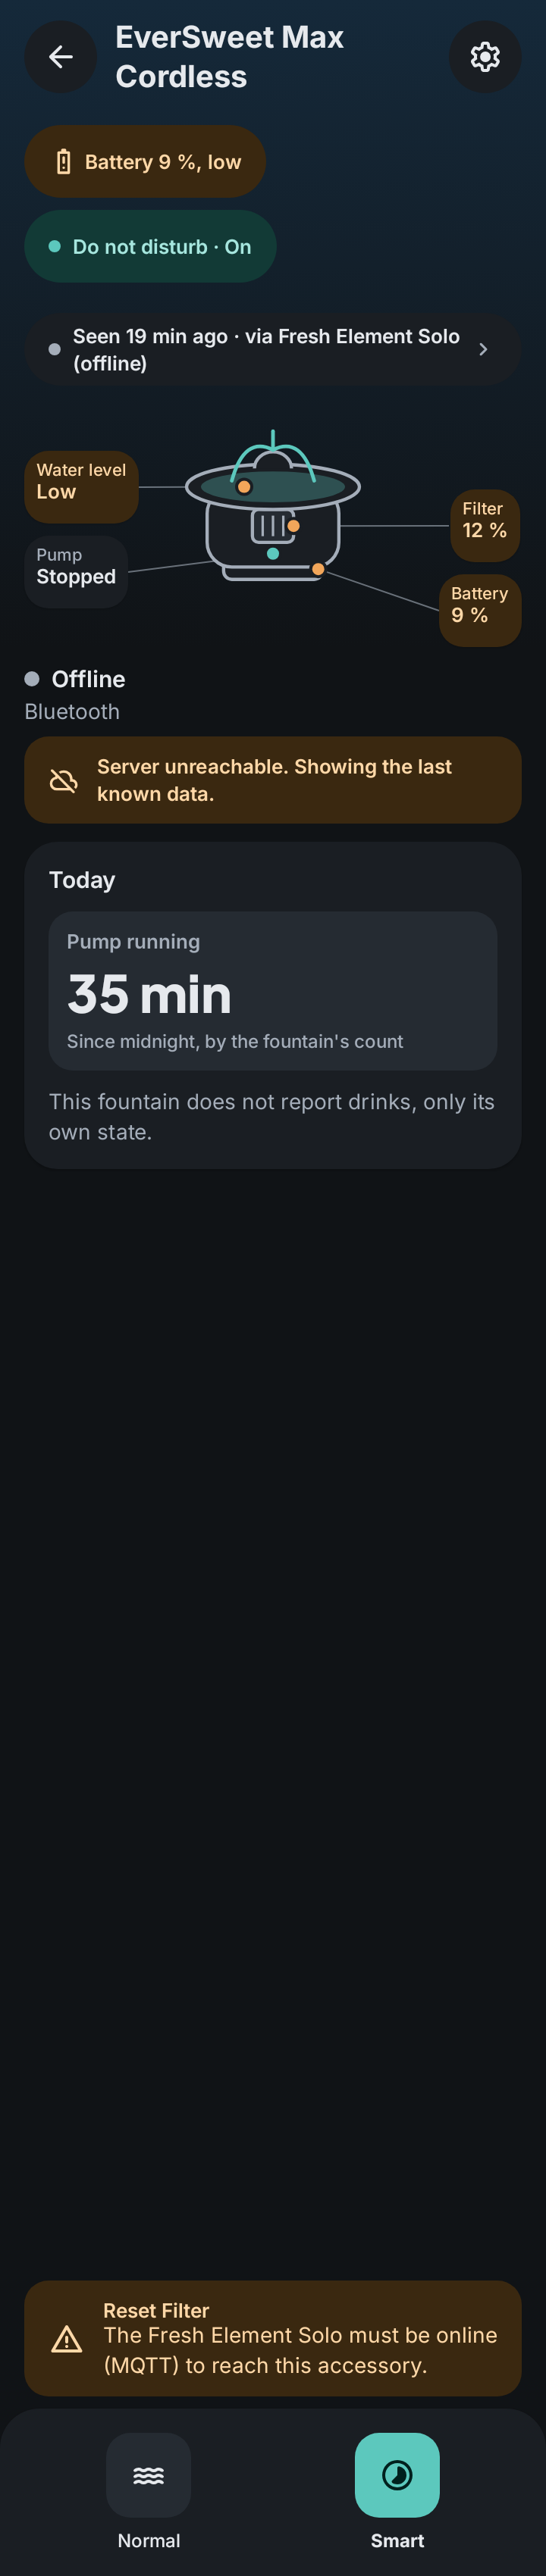 EverSweet Max
Cordless
Battery 9 %, low
Do not disturb · On
Seen 19 min ago · via Fresh Element Solo
(offline)
Water level
Low
Filter
12 %
Pump
Stopped
Battery
9 %
Offline
Bluetooth
Server unreachable. Showing the last
known data.
Today
Pump running
35 min
Since midnight, by the fountain's count
This fountain does not report drinks, only its
own state.
Reset Filter
The Fresh Element Solo must be online
(MQTT) to reach this accessory.
Normal
Smart